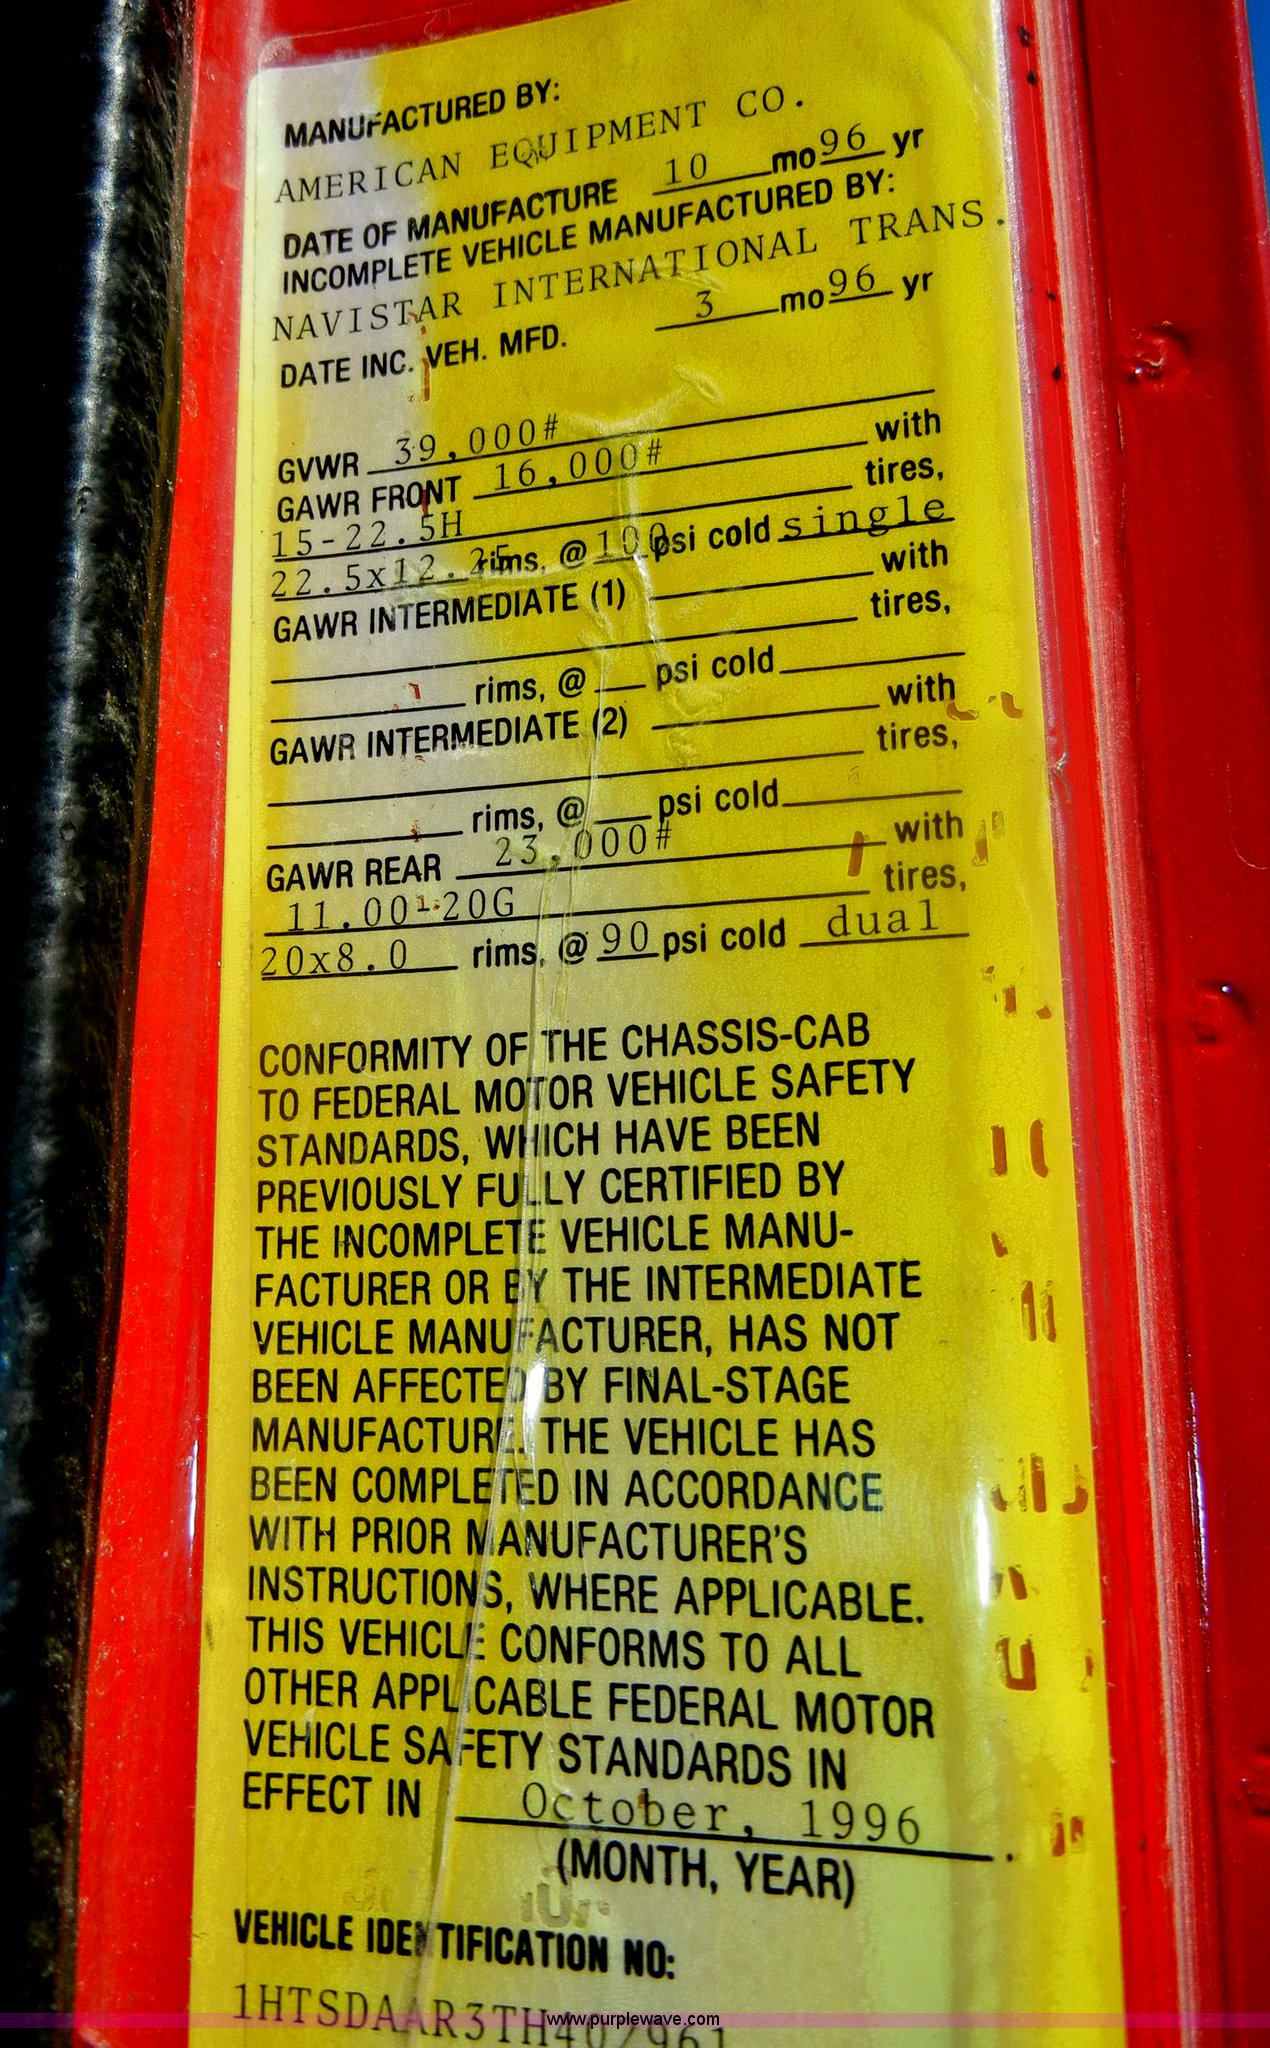 MANUFACTURED BY:
AMERICAN EQUIPMENT CO.
DATE OF MANUFACTURE 10 mo 96 yr
INCOMPLETE VEHICLE MANUFACTURED BY:
NAVISTAR INTERNATIONAL TRANS.
DATE INC. VEH. MFD. 3 mo 96 yr
GVWR 39,000#
GAWR FRONT 16,000# with
15-22.5H tires,
22.5x12.25 rims, @ 100 psi cold single
GAWR INTERMEDIATE (1) with
tires,
rims, @ psi cold
GAWR INTERMEDIATE (2) with
tires,
rims, @ psi cold
GAWR REAR 23,000# with
11.00-20G tires,
20x8.0 rims, @ 90 psi cold dual
CONFORMITY OF THE CHASSIS-CAB
TO FEDERAL MOTOR VEHICLE SAFETY
STANDARDS, WHICH HAVE BEEN
PREVIOUSLY FULLY CERTIFIED BY
THE INCOMPLETE VEHICLE MANU-
FACTURER OR BY THE INTERMEDIATE
VEHICLE MANUFACTURER, HAS NOT
BEEN AFFECTED BY FINAL-STAGE
MANUFACTURE. THE VEHICLE HAS
BEEN COMPLETED IN ACCORDANCE
WITH PRIOR MANUFACTURER'S
INSTRUCTIONS, WHERE APPLICABLE.
THIS VEHICLE CONFORMS TO ALL
OTHER APPLICABLE FEDERAL MOTOR
VEHICLE SAFETY STANDARDS IN
EFFECT IN October, 1996.
(MONTH, YEAR)
VEHICLE IDENTIFICATION NO:
www.purplewave.com